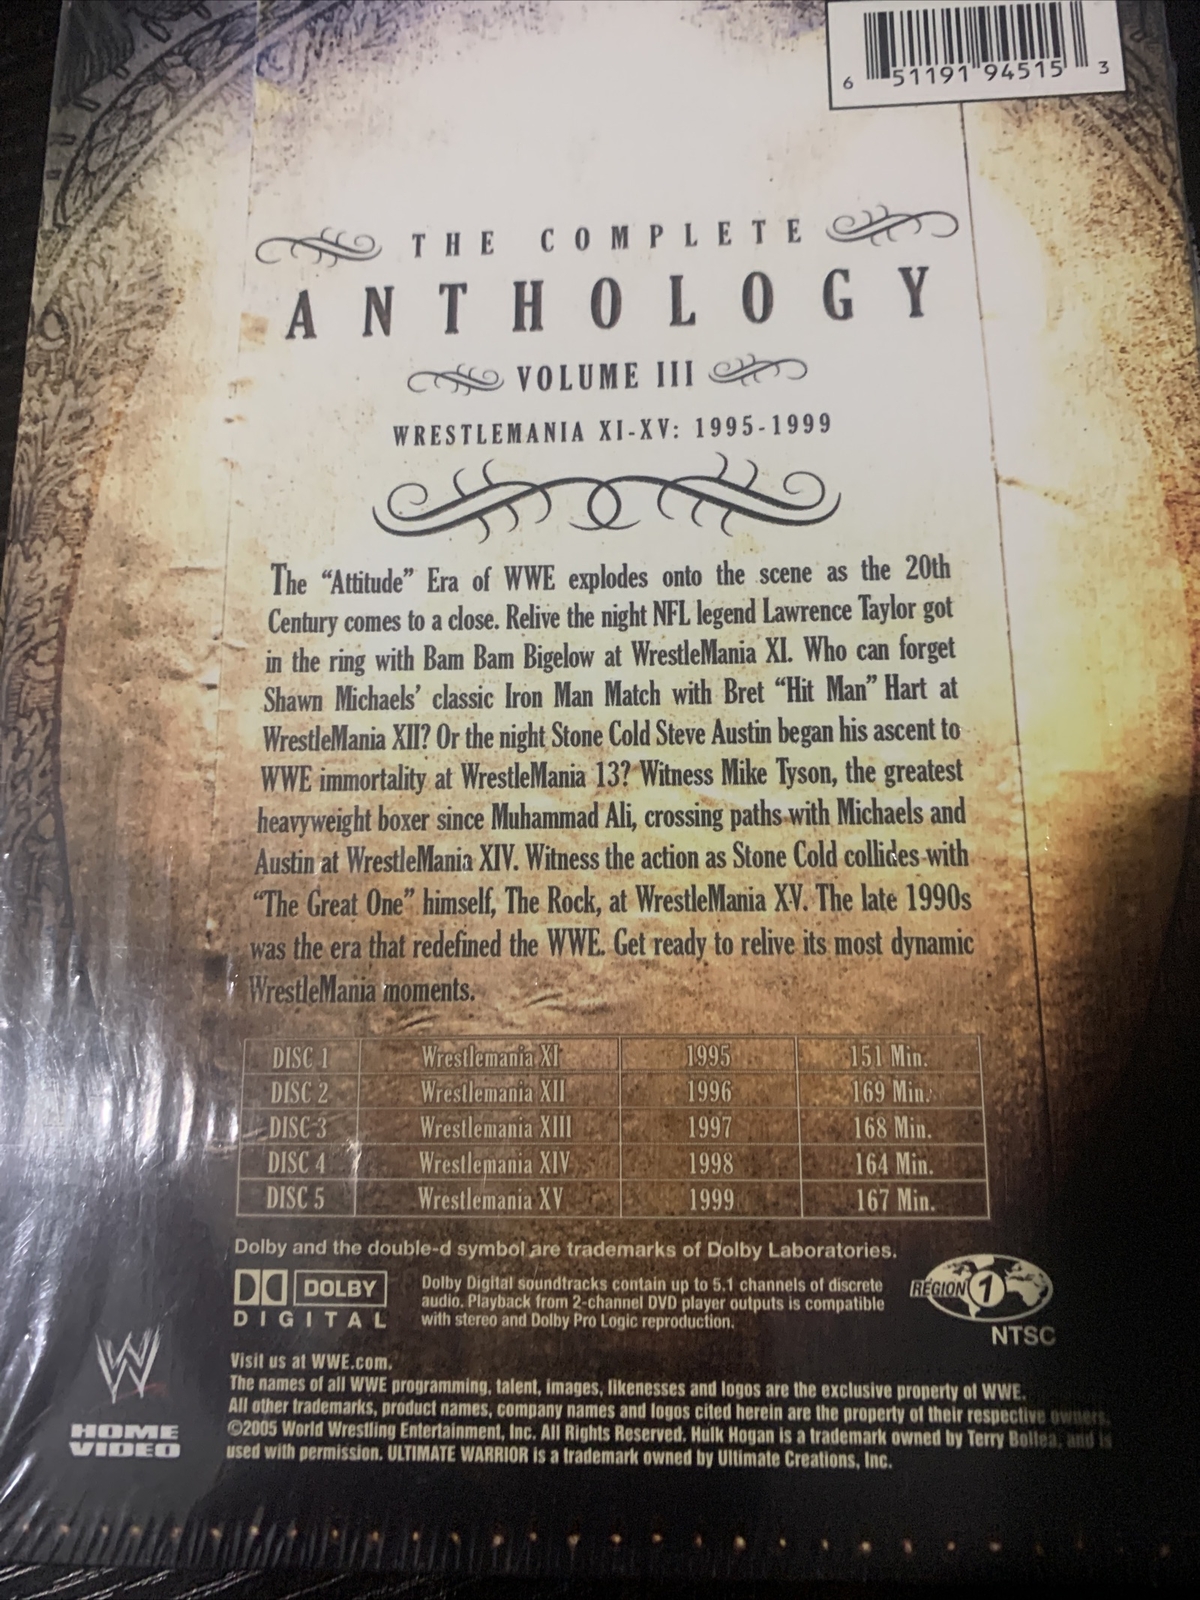 6 51191 94515 3
THE COMPLETE
ANTHOLOGY
VOLUME III
WRESTLEMANIA XI-XV: 1995-1999
The “Attitude” Era of WWE explodes onto the scene as the 20th
Century comes to a close. Relive the night NFL legend Lawrence Taylor got
in the ring with Bam Bam Bigelow at WrestleMania XI. Who can forget
Shawn Michaels’ classic Iron Man Match with Bret “Hit Man” Hart at
WrestleMania XII? Or the night Stone Cold Steve Austin began his ascent to
WWE immortality at WrestleMania 13? Witness Mike Tyson, the greatest
heavyweight boxer since Muhammad Ali, crossing paths with Michaels and
Austin at WrestleMania XIV. Witness the action as Stone Cold collides with
“The Great One” himself, The Rock, at WrestleMania XV. The late 1990s
was the era that redefined the WWE. Get ready to relive its most dynamic
WrestleMania moments.
DISC 1 Wrestlemania XI 1995 151 Min.
DISC 2 Wrestlemania XII 1996 169 Min.
DISC 3 Wrestlemania XIII 1997 168 Min.
DISC 4 Wrestlemania XIV 1998 164 Min.
DISC 5 Wrestlemania XV 1999 167 Min.
Dolby and the double-d symbol are trademarks of Dolby Laboratories.
DOLBY
DIGITAL
Dolby Digital soundtracks contain up to 5.1 channels of discrete
audio. Playback from 2-channel DVD player outputs is compatible
with stereo and Dolby Pro Logic reproduction.
REGION 1
NTSC
W
HOME
VIDEO
Visit us at WWE.com.
The names of all WWE programming, talent, images, likenesses and logos are the exclusive property of WWE.
All other trademarks, product names, company names and logos cited herein are the property of their respective owners.
©2005 World Wrestling Entertainment, Inc. All Rights Reserved. Hulk Hogan is a trademark owned by Terry Bollea, and is
used with permission. ULTIMATE WARRIOR is a trademark owned by Ultimate Creations, Inc.